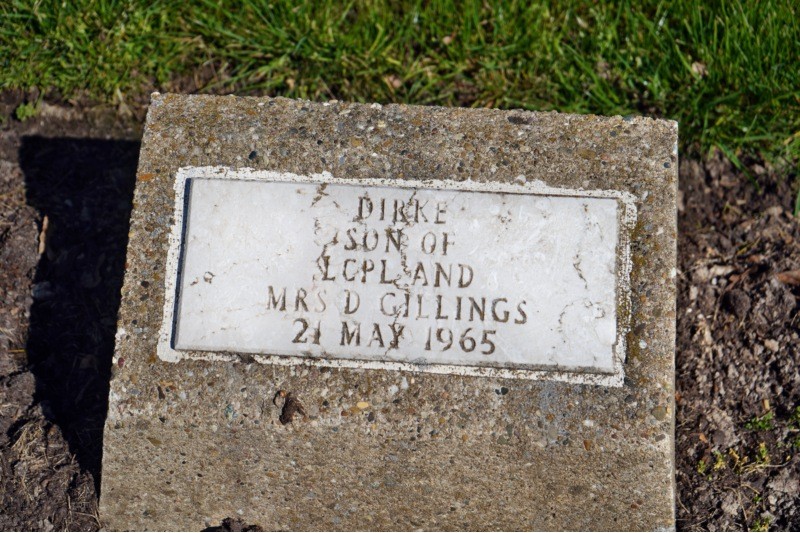 DIRKE
SON OF
LCPL AND
MRS D GILLINGS
21 MAY 1965